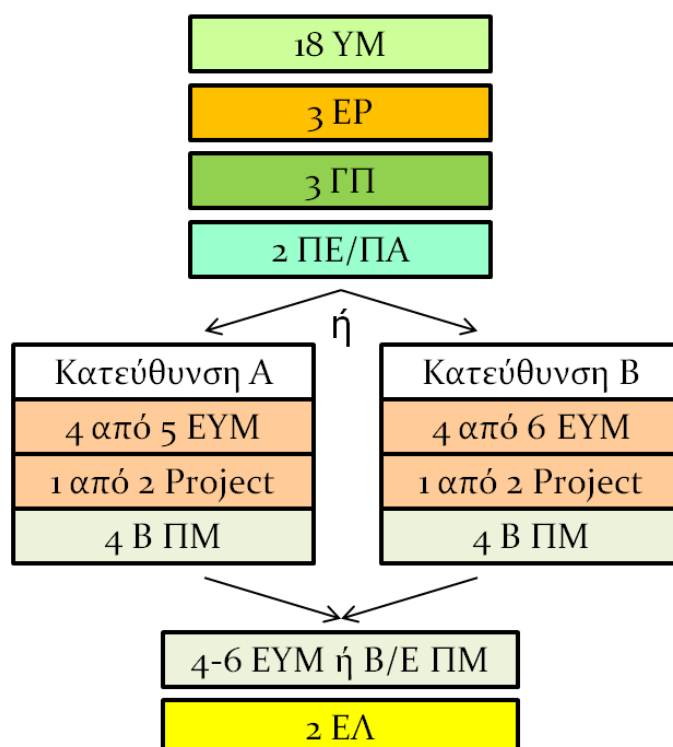 18 ΥΜ
3 ΕΡ
3 ΓΠ
2 ΠΕ/ΠΑ
ή
Κατεύθυνση Α
4 από 5 ΕΥΜ
1 από 2 Project
4 Β ΠΜ
Κατεύθυνση Β
4 από 6 ΕΥΜ
1 από 2 Project
4 Β ΠΜ
4-6 ΕΥΜ ή Β/Ε ΠΜ
2 ΕΛ